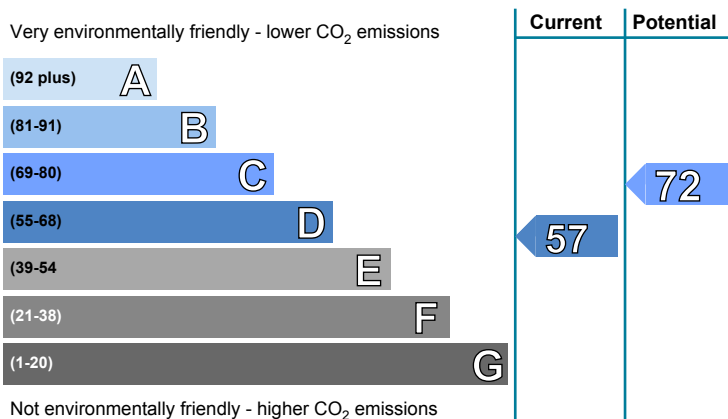 Very environmentally friendly - lower CO₂ emissions
Current
Potential
(92 plus) A
(81-91) B
(69-80) C
72
(55-68) D
57
(39-54 E
(21-38) F
(1-20) G
Not environmentally friendly - higher CO₂ emissions